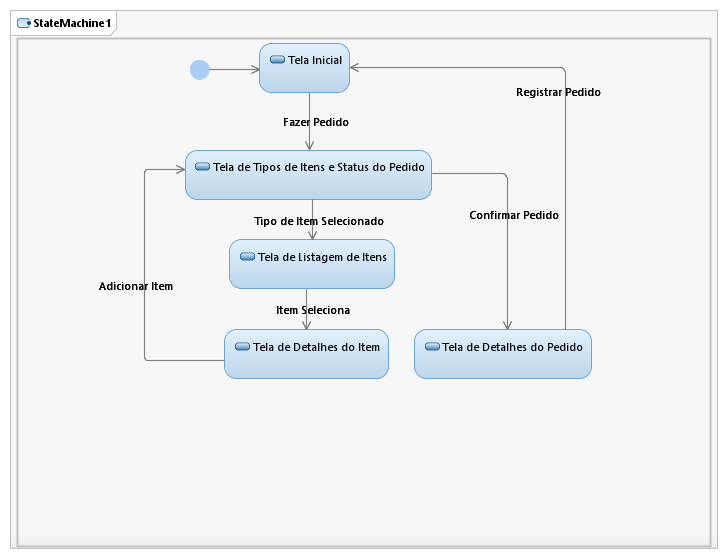 StateMachine1
Tela Inicial
Registrar Pedido
Fazer Pedido
Tela de Tipos de Itens e Status do Pedido
Confirmar Pedido
Tipo de Item Selecionado
Tela de Listagem de Itens
Adicionar Item
Item Seleciona
Tela de Detalhes do Item
Tela de Detalhes do Pedido